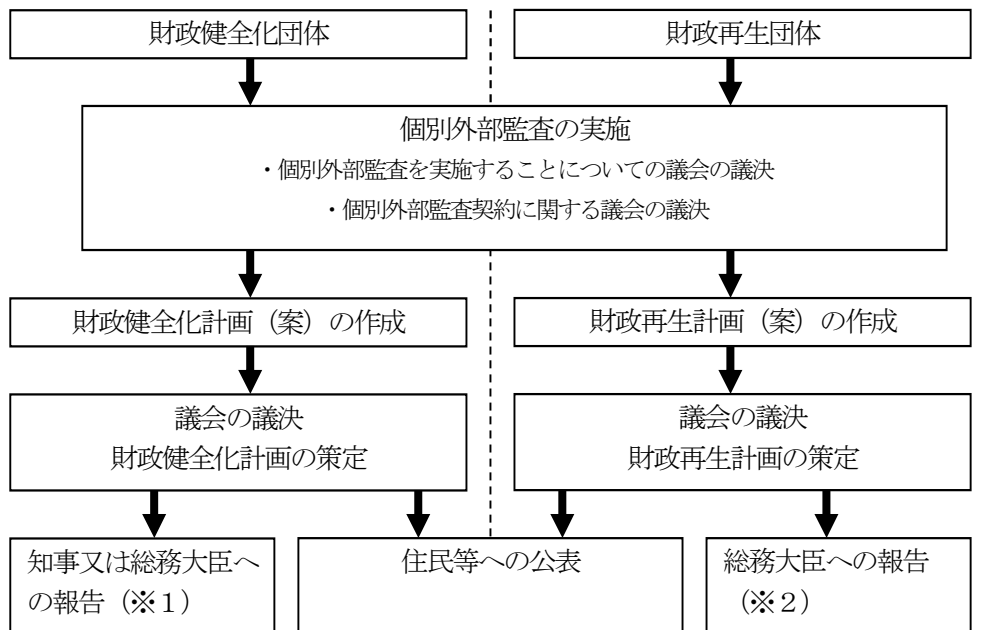 財政健全化団体
財政再生団体
個別外部監査の実施
・個別外部監査を実施することについての議会の議決
・個別外部監査契約に関する議会の議決
財政健全化計画（案）の作成
財政再生計画（案）の作成
議会の議決
財政健全化計画の策定
議会の議決
財政再生計画の策定
知事又は総務大臣へ
の報告（※１）
住民等への公表
総務大臣への報告
（※２）